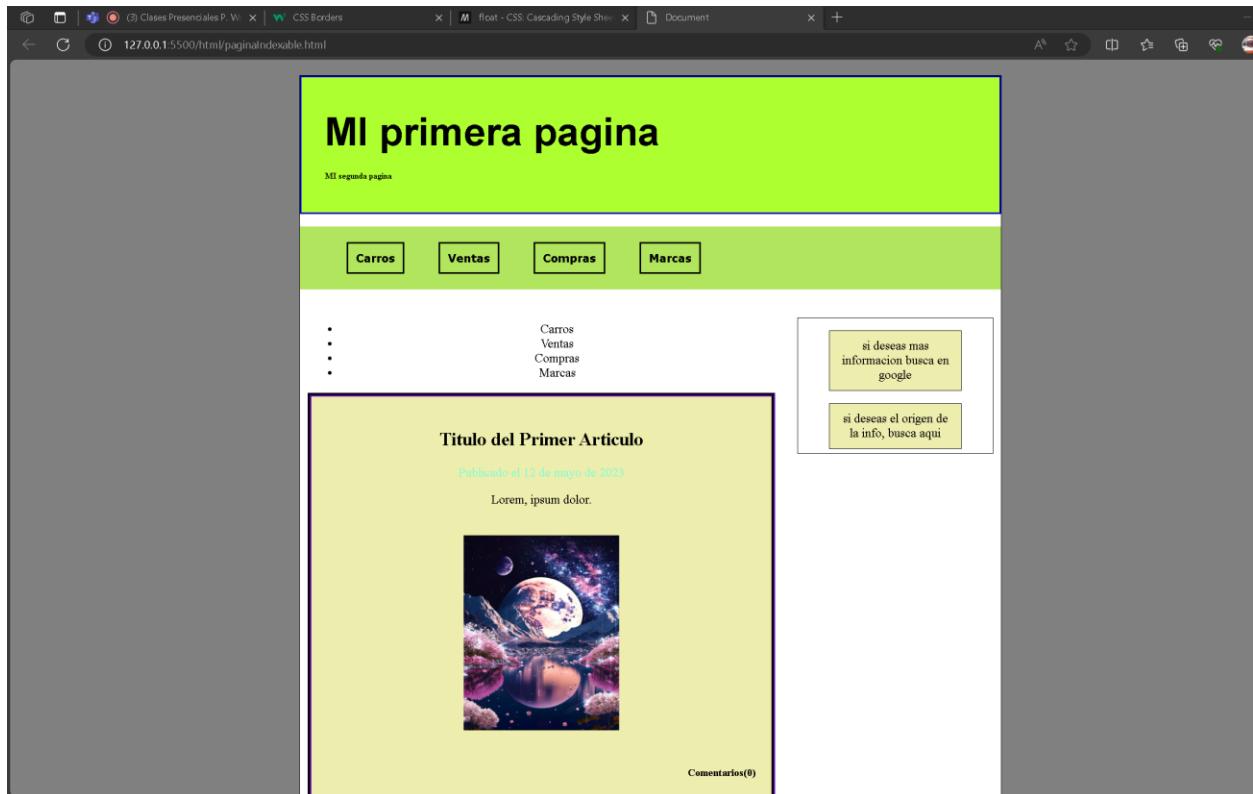 (3) Clases Presenciales P. W
CSS Borders
float - CSS: Cascading Style Shee
Document
127.0.0.1:5500/html/paginaIndexable.html
MI primera pagina
MI segunda pagina
Carros
Ventas
Compras
Marcas
Carros
Ventas
Compras
Marcas
si deseas mas
informacion busca en
google
si deseas el origen de
la info, busca aqui
Titulo del Primer Articulo
Publicado el 12 de mayo de 2023
Lorem, ipsum dolor.
Comentarios(0)